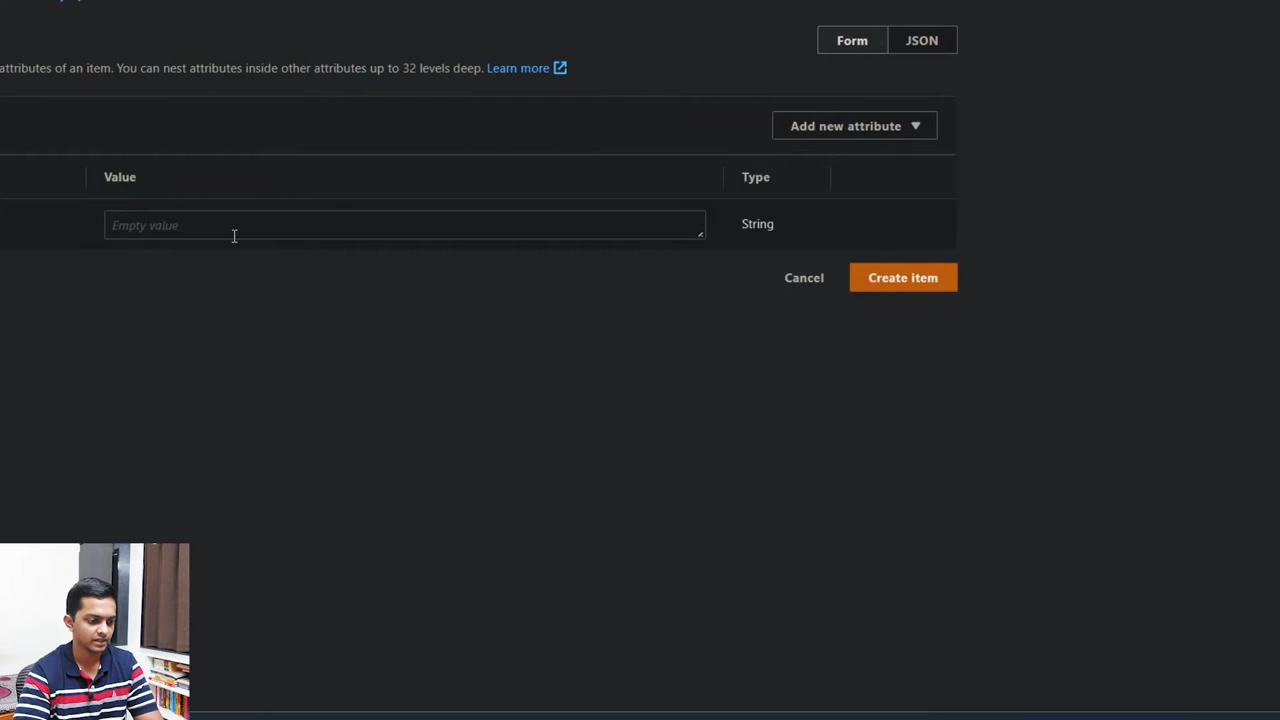 Form JSON
attributes of an item. You can nest attributes inside other attributes up to 32 levels deep. Learn more
Add new attribute
Value Type
Empty value String
Cancel Create item